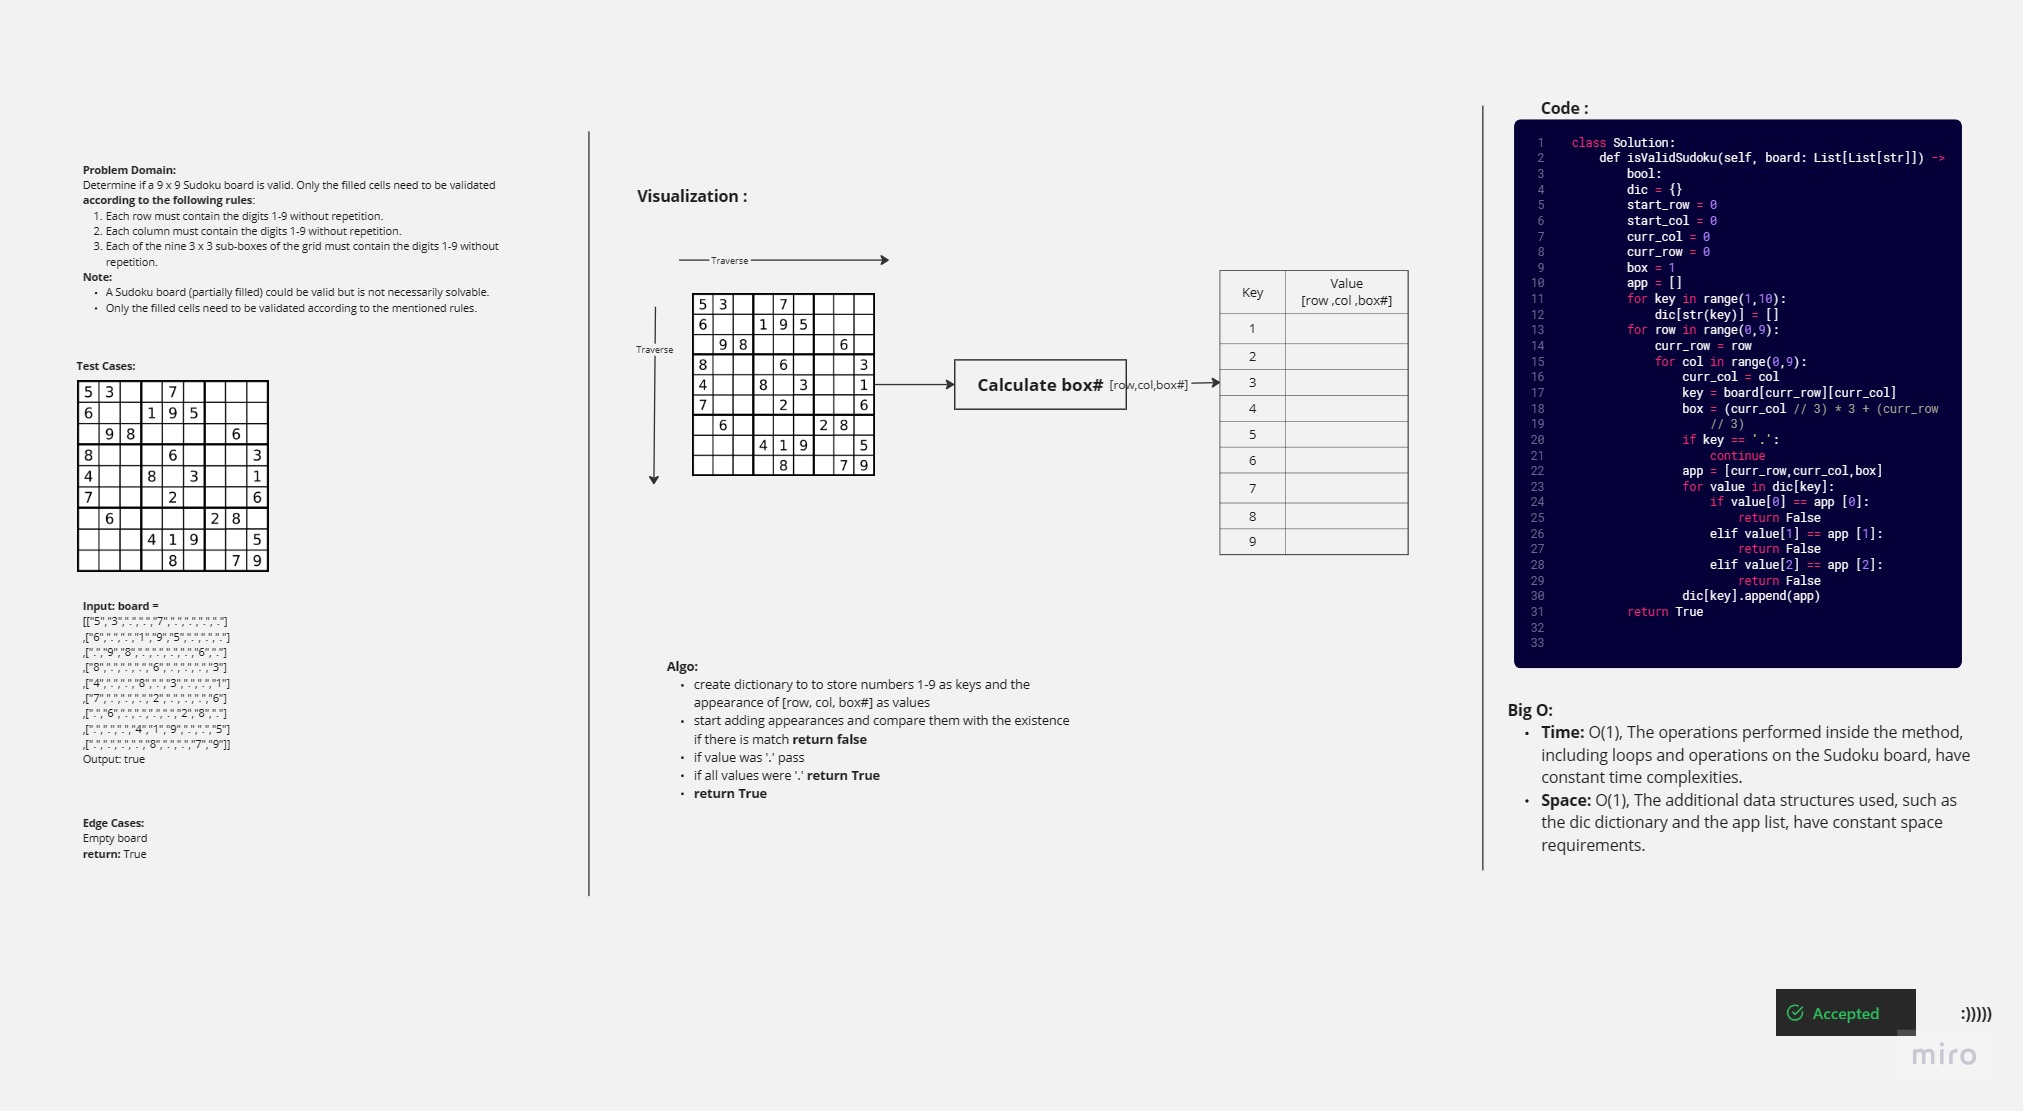 Problem Domain:
Determine if a 9 x 9 Sudoku board is valid. Only the filled cells need to be validated
according to the following rules:
1. Each row must contain the digits 1-9 without repetition.
2. Each column must contain the digits 1-9 without repetition.
3. Each of the nine 3 x 3 sub-boxes of the grid must contain the digits 1-9 without
repetition.
Note:
• A Sudoku board (partially filled) could be valid but is not necessarily solvable.
• Only the filled cells need to be validated according to the mentioned rules.
Test Cases:
5 3 7
6 1 9 5
9 8 6
8 6 3
4 8 3 1
7 2 6
6 2 8
4 1 9 5
8 7 9
Input: board =
[["5","3",".",".","7",".",".",".","."]
,["6",".",".","1","9","5",".",".","."]
,[".","9","8",".",".",".",".","6","."]
,["8",".",".",".","6",".",".",".","3"]
,["4",".",".","8",".","3",".",".","1"]
,["7",".",".",".","2",".",".",".","6"]
,[".","6",".",".",".",".","2","8","."]
,[".",".",".","4","1","9",".",".","5"]
,[".",".",".",".","8",".",".","7","9"]]
Output: true
Edge Cases:
Empty board
return: True
Visualization :
Traverse
Traverse
5 3 7
6 1 9 5
9 8 6
8 6 3
4 8 3 1
7 2 6
6 2 8
4 1 9 5
8 7 9
Calculate box#
[row,col,box#]
Key
Value
[row ,col ,box#]
1
2
3
4
5
6
7
8
9
Algo:
• create dictionary to to store numbers 1-9 as keys and the
appearance of [row, col, box#] as values
• start adding appearances and compare them with the existence
if there is match return false
• if value was '.' pass
• if all values were '.' return True
• return True
Code :
1 class Solution:
2 def isValidSudoku(self, board: List[List[str]]) ->
3 bool:
4 dic = {}
5 start_row = 0
6 start_col = 0
7 curr_col = 0
8 curr_row = 0
9 box = 1
10 app = []
11 for key in range(1,10):
12 dic[str(key)] = []
13 for row in range(0,9):
14 curr_row = row
15 for col in range(0,9):
16 curr_col = col
17 key = board[curr_row][curr_col]
18 box = (curr_col // 3) * 3 + (curr_row
19 // 3)
20 if key == '.':
21 continue
22 app = [curr_row,curr_col,box]
23 for value in dic[key]:
24 if value[0] == app [0]:
25 return False
26 elif value[1] == app [1]:
27 return False
28 elif value[2] == app [2]:
29 return False
30 dic[key].append(app)
31 return True
32
33
Big O:
• Time: O(1), The operations performed inside the method,
including loops and operations on the Sudoku board, have
constant time complexities.
• Space: O(1), The additional data structures used, such as
the dic dictionary and the app list, have constant space
requirements.
Accepted
:)))))
miro